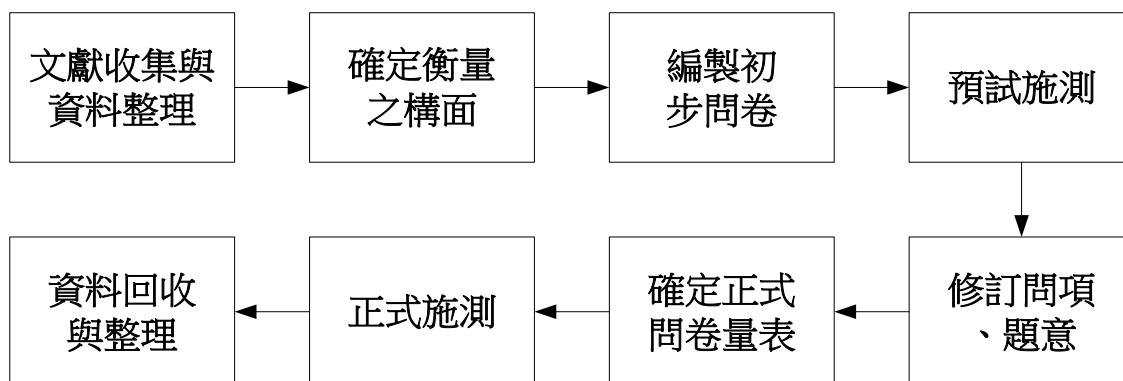 文獻收集與
資料整理
確定衡量
之構面
編製初
步問卷
預試施測
修訂問項
、題意
確定正式
問卷量表
正式施測
資料回收
與整理